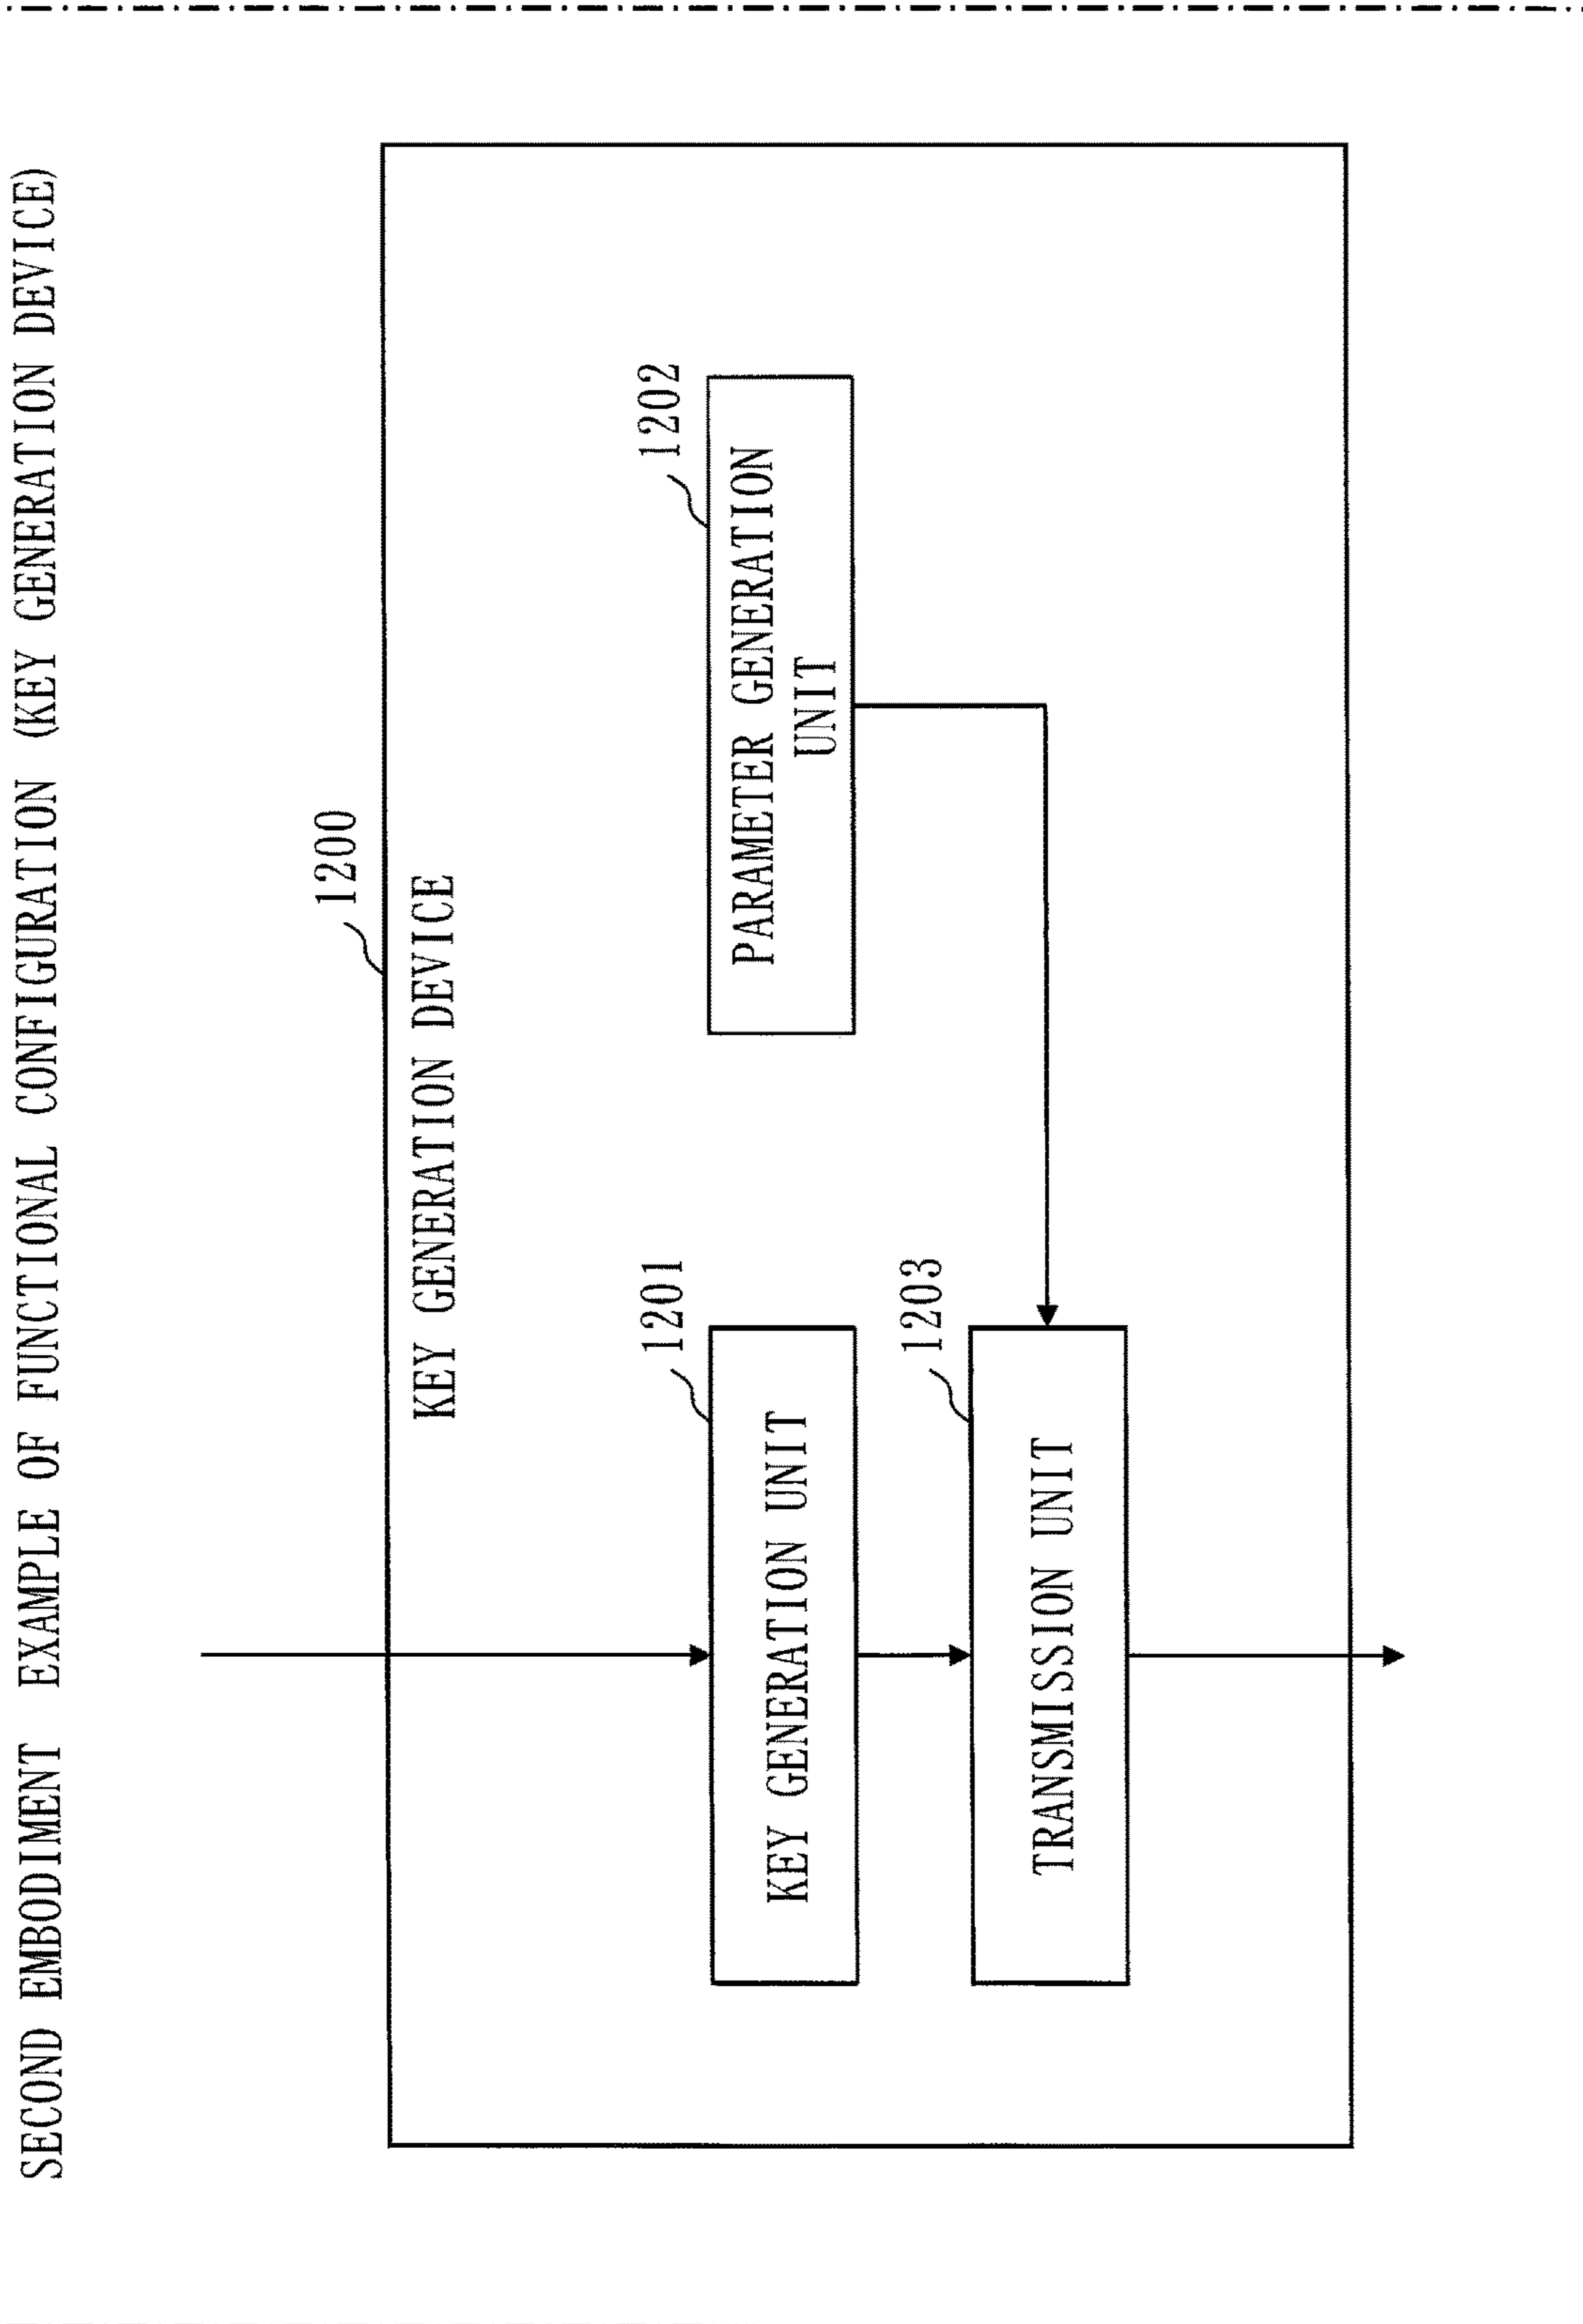 SECOND EMBODIMENT EXAMPLE OF FUNCTIONAL CONFIGURATION (KEY GENERATION DEVICE)
1200
KEY GENERATION DEVICE
1201
KEY GENERATION UNIT
1202
PARAMETER GENERATION
UNIT
1203
TRANSMISSION UNIT